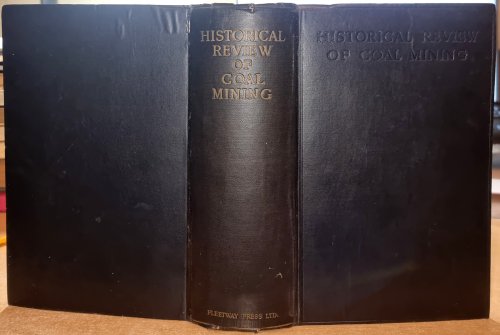 HISTORICAL
REVIEW
OF
COAL
MINING
FLEETWAY PRESS LTD.
HISTORICAL REVIEW
OF COAL MINING